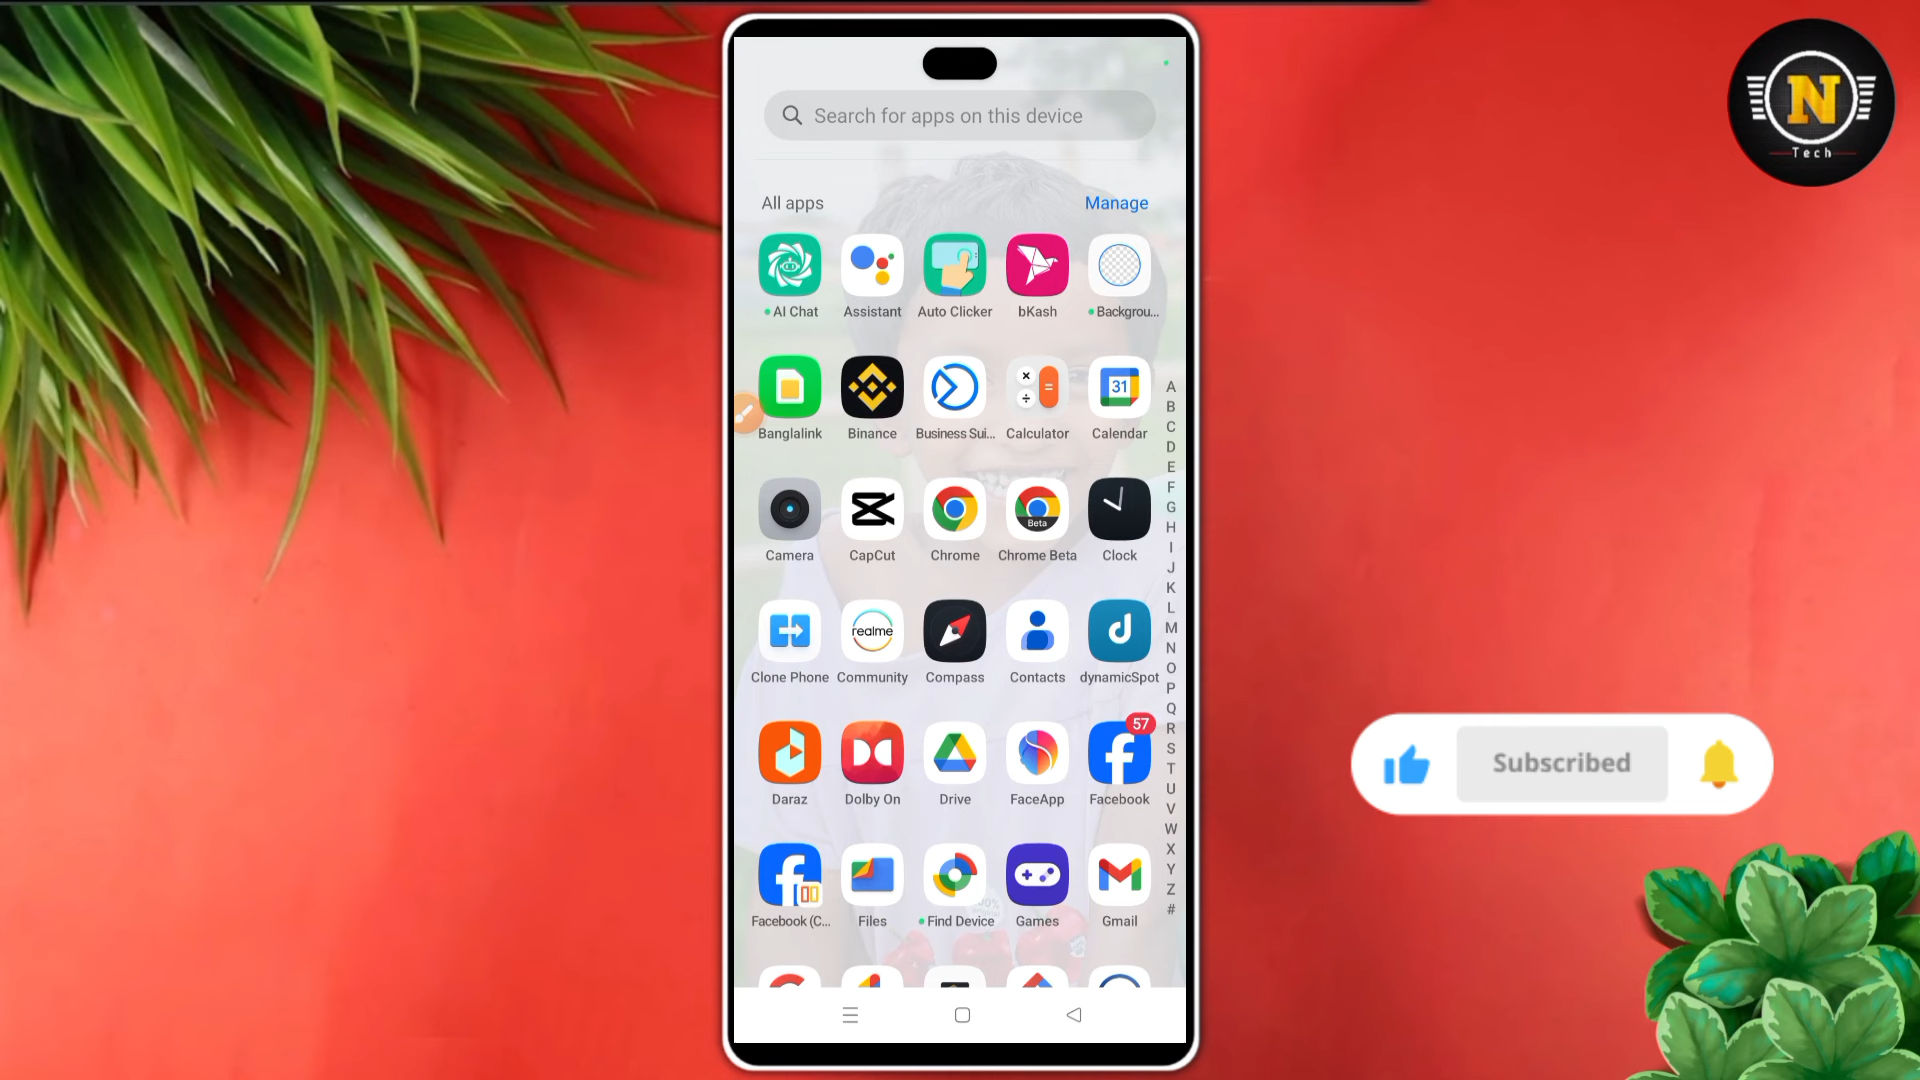 N
Tech
Search for apps on this device
All apps
Manage
AI Chat
Assistant
Auto Clicker
bKash
Backgrou...
31
Banglalink
Binance
Business Sui...
Calculator
Calendar
Beta
Camera
CapCut
Chrome
Chrome Beta
Clock
realme
Clone Phone
Community
Compass
Contacts
dynamicSpot
57
Daraz
Dolby On
Drive
FaceApp
Facebook
Facebook (C...
Files
Find Device
Games
Gmail
A
B
C
D
E
F
G
H
I
J
K
L
M
N
O
P
Q
R
S
T
U
V
W
X
Y
Z
#
Subscribed